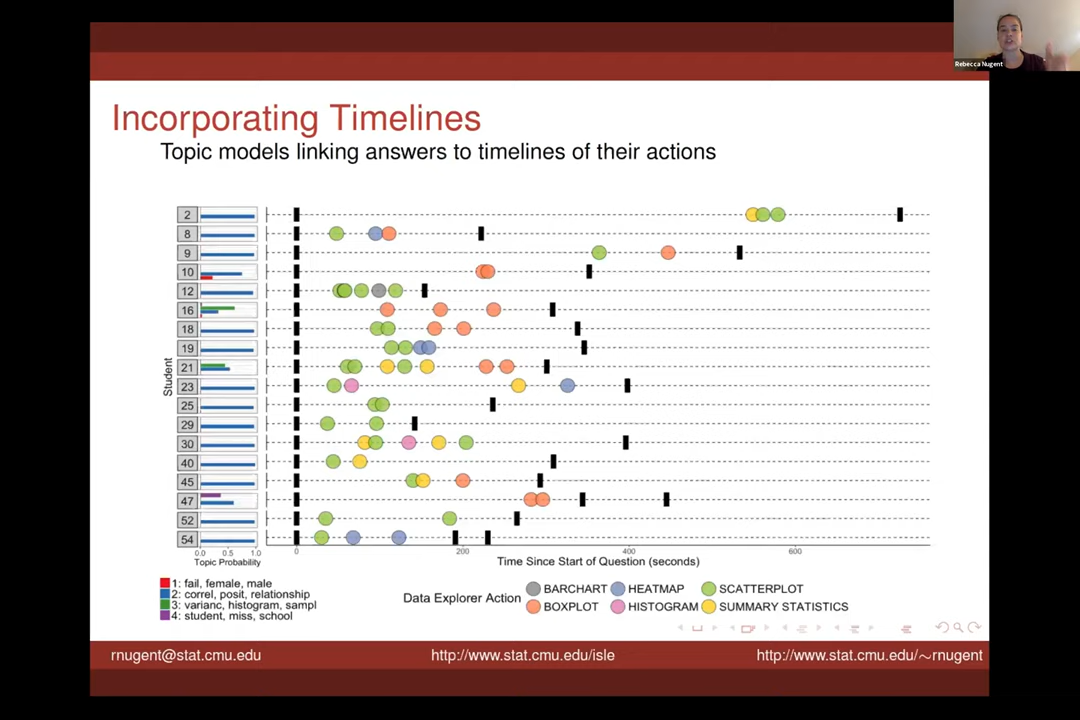 Rebecca Nugent
Incorporating Timelines
Topic models linking answers to timelines of their actions
Student
2
8
9
10
12
16
18
19
21
23
25
29
30
40
45
47
52
54
0.0 0.5 1.0
Topic Probability
0 200 400 600
Time Since Start of Question (seconds)
1: fail, female, male
2: correl, posit, relationship
3: varianc, histogram, sampl
4: student, miss, school
Data Explorer Action
BARCHART HEATMAP SCATTERPLOT
BOXPLOT HISTOGRAM SUMMARY STATISTICS
rnugent@stat.cmu.edu http://www.stat.cmu.edu/isle http://www.stat.cmu.edu/~rnugent